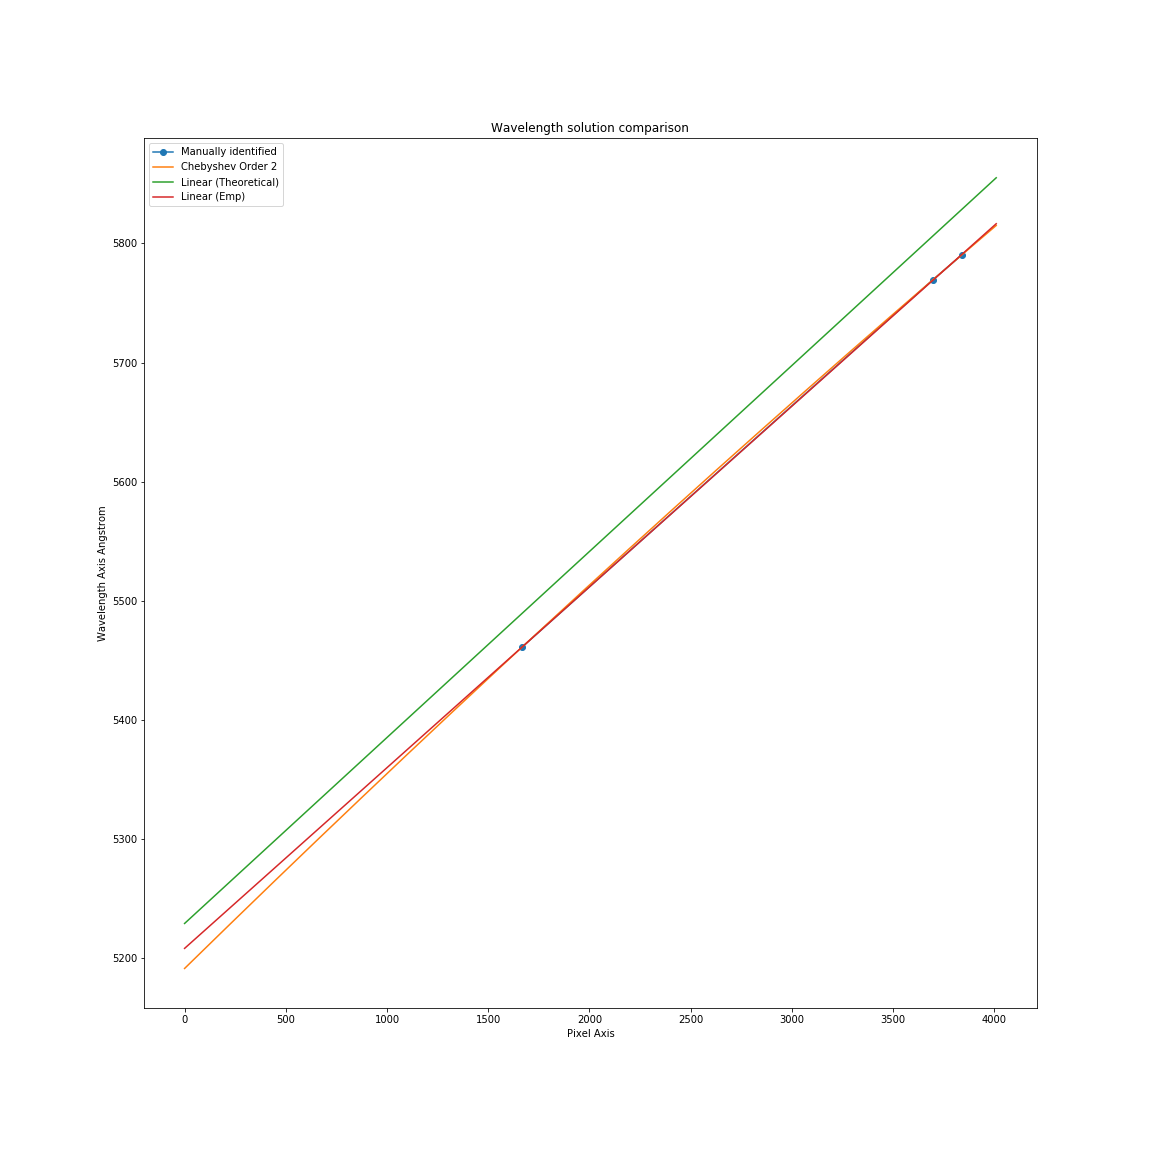 Wavelength solution comparison
Manually identified
Chebyshev Order 2
Linear (Theoretical)
Linear (Emp)
5800
5700
5600
5500
5400
5300
5200
Wavelength Axis Angstrom
0 500 1000 1500 2000 2500 3000 3500 4000
Pixel Axis